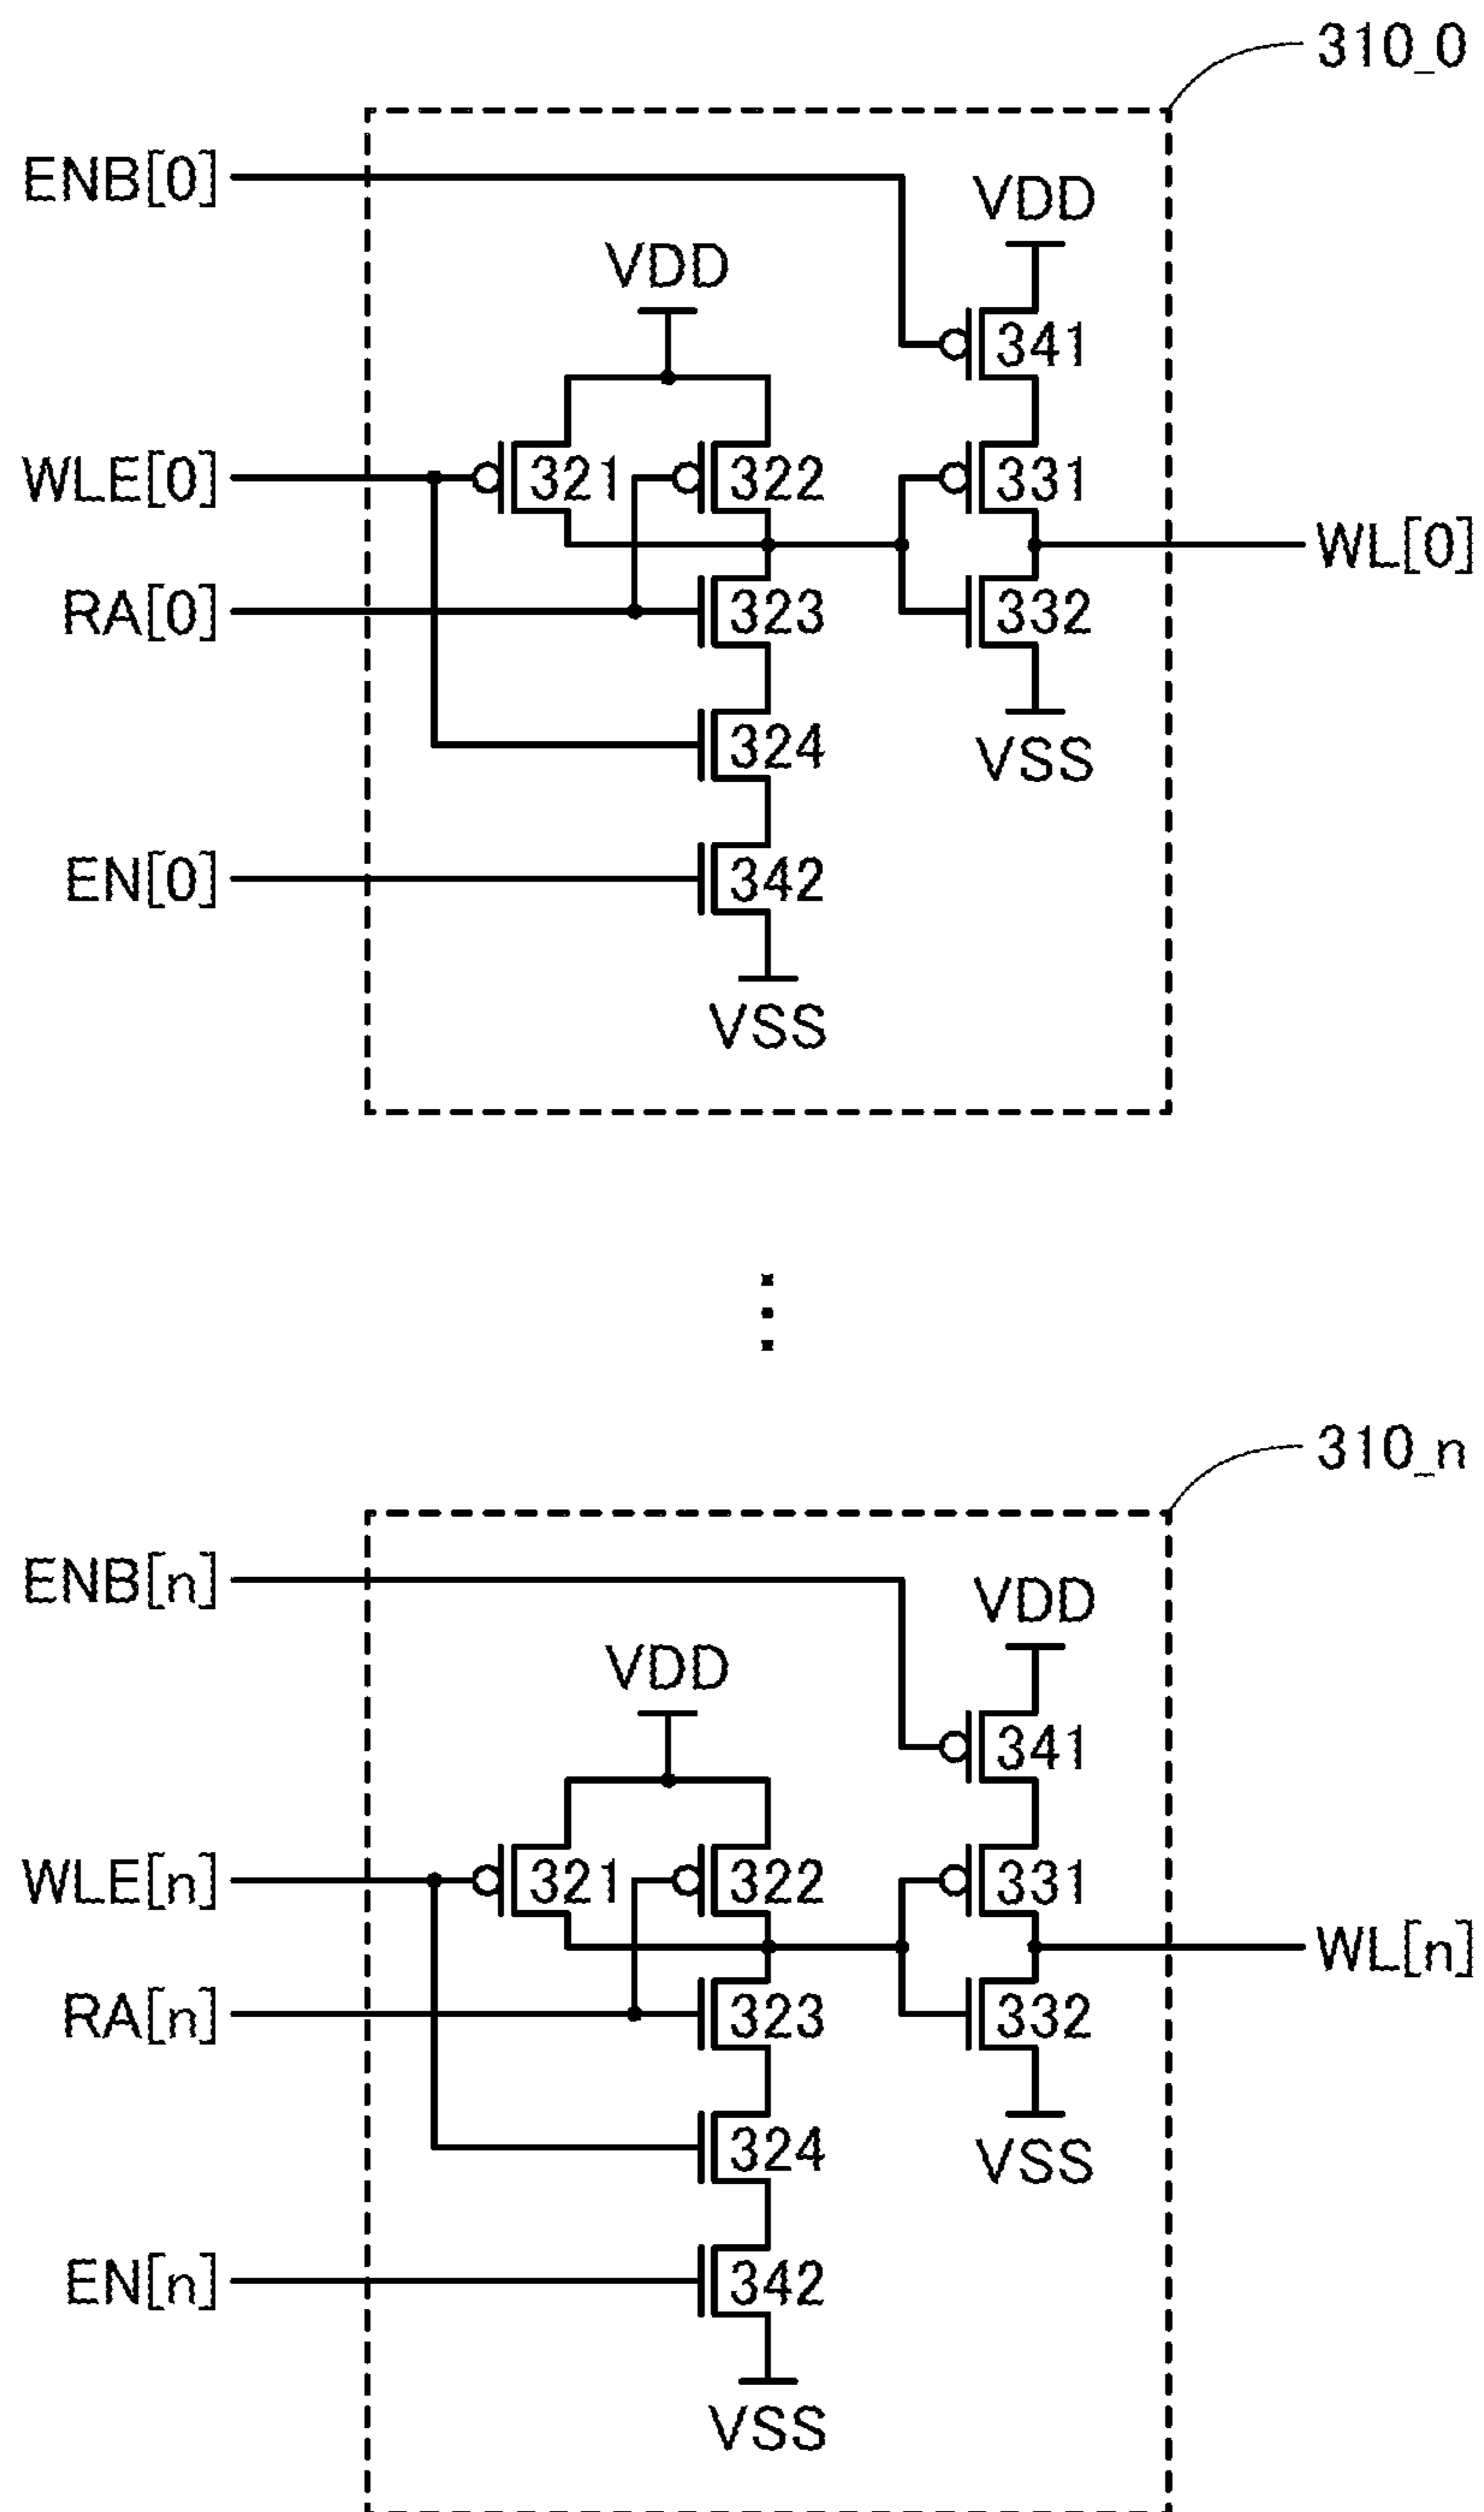 310_0
ENB[0]
VDD
VDD
341
WLE[0]
321
322
331
WL[0]
RA[0]
323
332
324
VSS
EN[0]
342
VSS
310_n
ENB[n]
VDD
VDD
341
WLE[n]
321
322
331
WL[n]
RA[n]
323
332
324
VSS
EN[n]
342
VSS